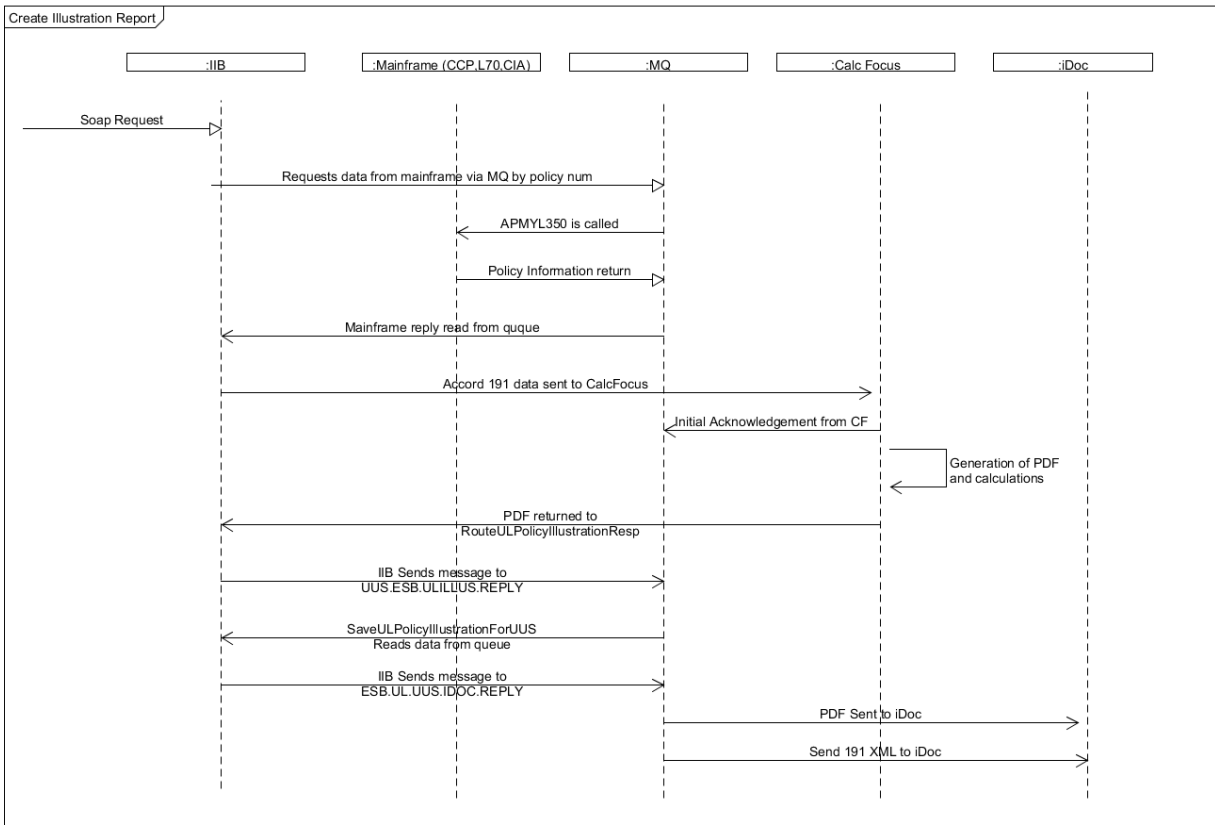 Create Illustration Report
:IIB
:Mainframe (CCP,L70,CIA)
:MQ
:Calc Focus
:iDoc
Soap Request
Requests data from mainframe via MQ by policy num
APMYL350 is called
Policy Information return
Mainframe reply read from quque
Accord 191 data sent to CalcFocus
Initial Acknowledgement from CF
Generation of PDF
and calculations
PDF returned to
RouteULPolicyIllustrationResp
IIB Sends message to
UUS.ESB.ULILLUS.REPLY
SaveULPolicyIllustrationForUUS
Reads data from queue
IIB Sends message to
ESB.UL.UUS.IDOC.REPLY
PDF Sent to iDoc
Send 191 XML to iDoc